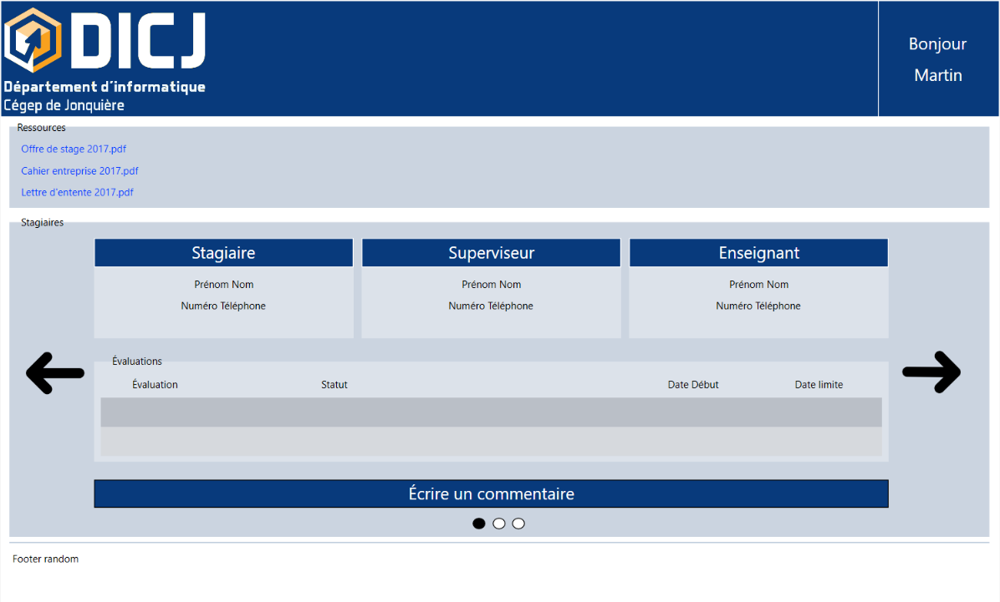 DICJ
Département d'informatique
Cégep de Jonquière
Bonjour
Martin
Ressources
Offre de stage 2017.pdf
Cahier entreprise 2017.pdf
Lettre d'entente 2017.pdf
Stagiaires
Stagiaire Superviseur Enseignant
Prénom Nom Prénom Nom Prénom Nom
Numéro Téléphone Numéro Téléphone Numéro Téléphone
Évaluations
Évaluation Statut Date Début Date limite
Écrire un commentaire
Footer random